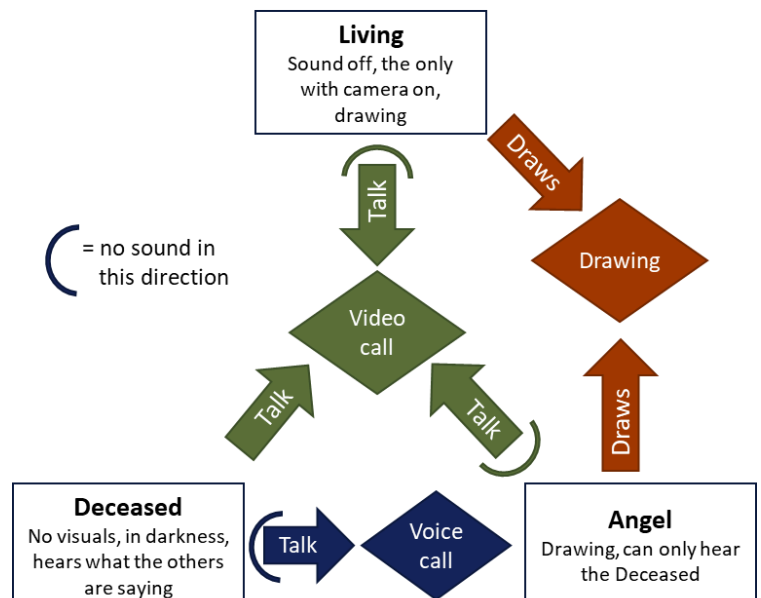 Living
Sound off, the only
with camera on,
drawing
Draws
Talk
= no sound in
this direction
Drawing
Video
call
Talk
Talk
Draws
Deceased
No visuals, in darkness,
hears what the others
are saying
Talk
Voice
call
Angel
Drawing, can only hear
the Deceased